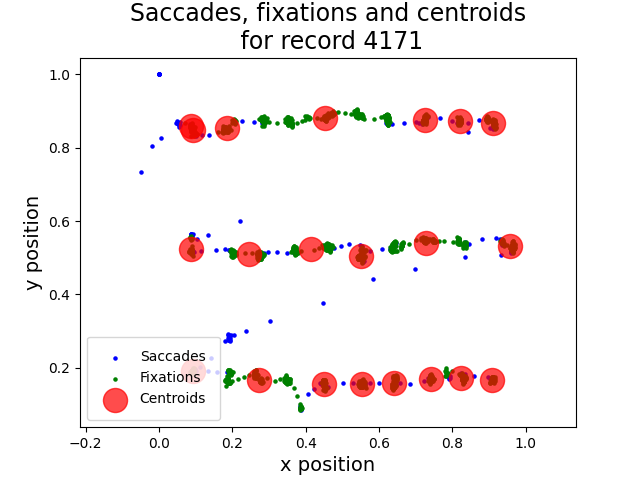 Saccades, fixations and centroids
for record 4171
y position
1.0
0.8
0.6
0.4
0.2
Saccades
Fixations
Centroids
−0.2
0.0
0.2
0.4
0.6
0.8
1.0
x position